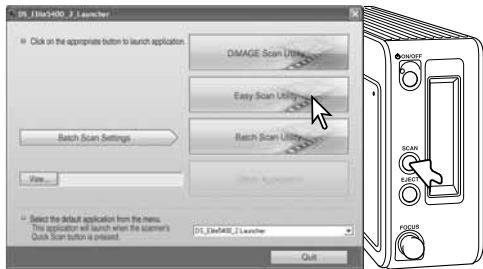 DS_Elite5400_2 Launcher
Click on the appropriate button to launch application.
DiMAGE Scan Utility
Easy Scan Utility
Batch Scan Settings
Batch Scan Utility
View...
Select the default application from the menu.
This application will launch when the scanner's
Quick Scan button is pressed.
DS_Elite5400_2 Launcher
Quit
ON/OFF
SCAN
EJECT
FOCUS